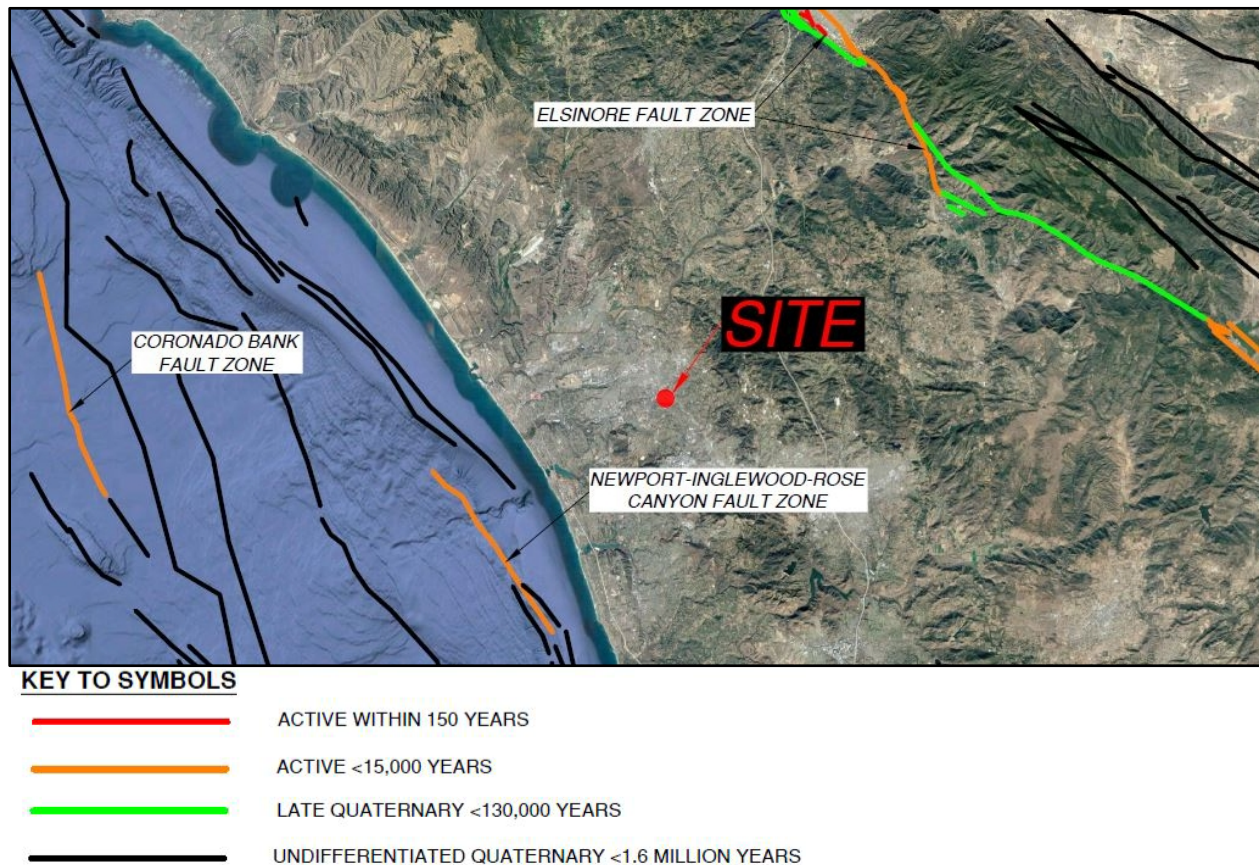 ELSINORE FAULT ZONE
SITE
CORONADO BANK
FAULT ZONE
NEWPORT-INGLEWOOD-ROSE
CANYON FAULT ZONE
KEY TO SYMBOLS
ACTIVE WITHIN 150 YEARS
ACTIVE <15,000 YEARS
LATE QUATERNARY <130,000 YEARS
UNDIFFERENTIATED QUATERNARY <1.6 MILLION YEARS